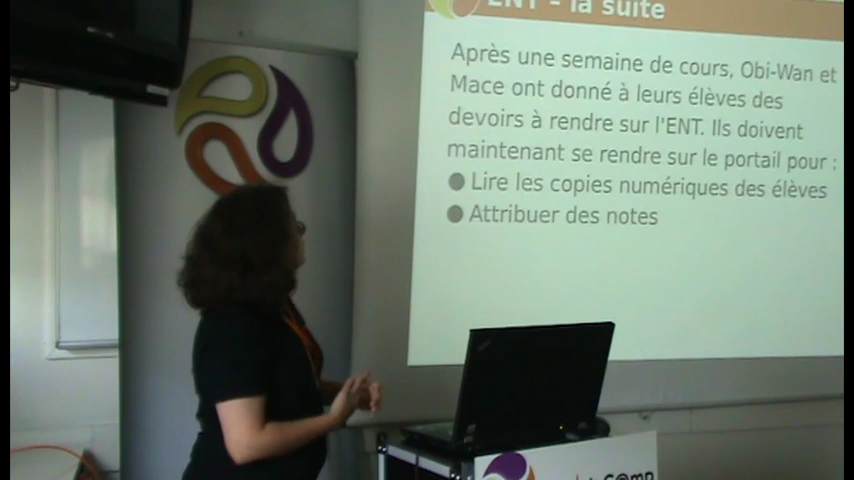 ENT - la suite
Après une semaine de cours, Obi-Wan et
Mace ont donné à leurs élèves des
devoirs à rendre sur l'ENT. Ils doivent
maintenant se rendre sur le portail pour :
● Lire les copies numériques des élèves
● Attribuer des notes
c@mp